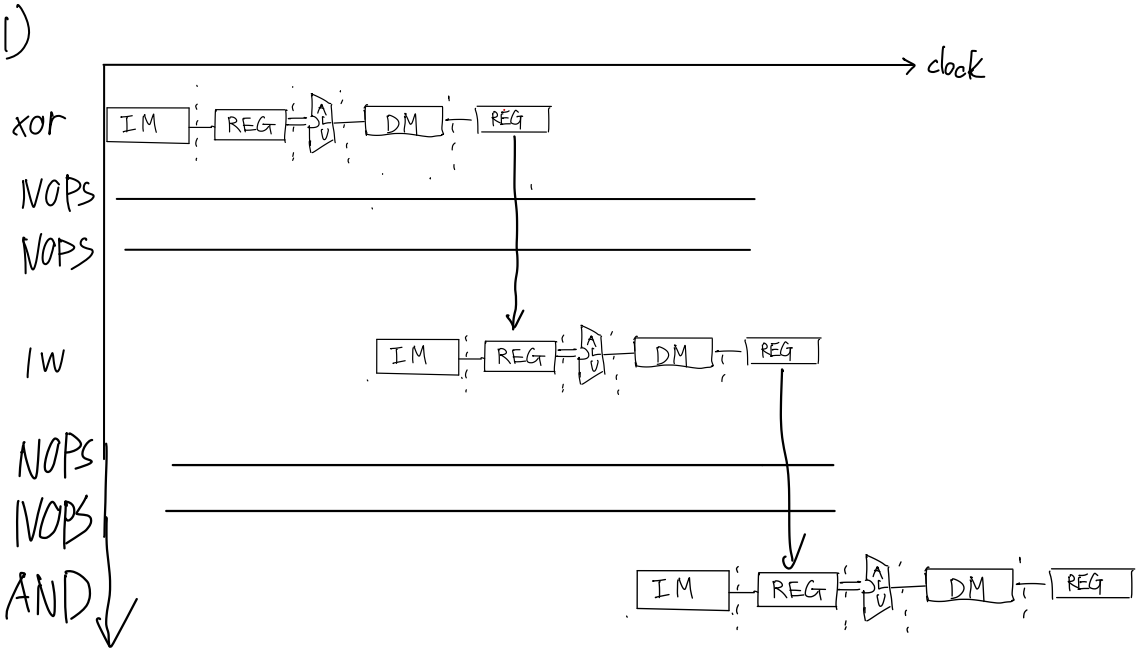 1)
clock
xor IM REG ALU DM REG
NOPS
NOPS
lw IM REG ALU DM REG
NOPS
NOPS
AND IM REG ALU DM REG